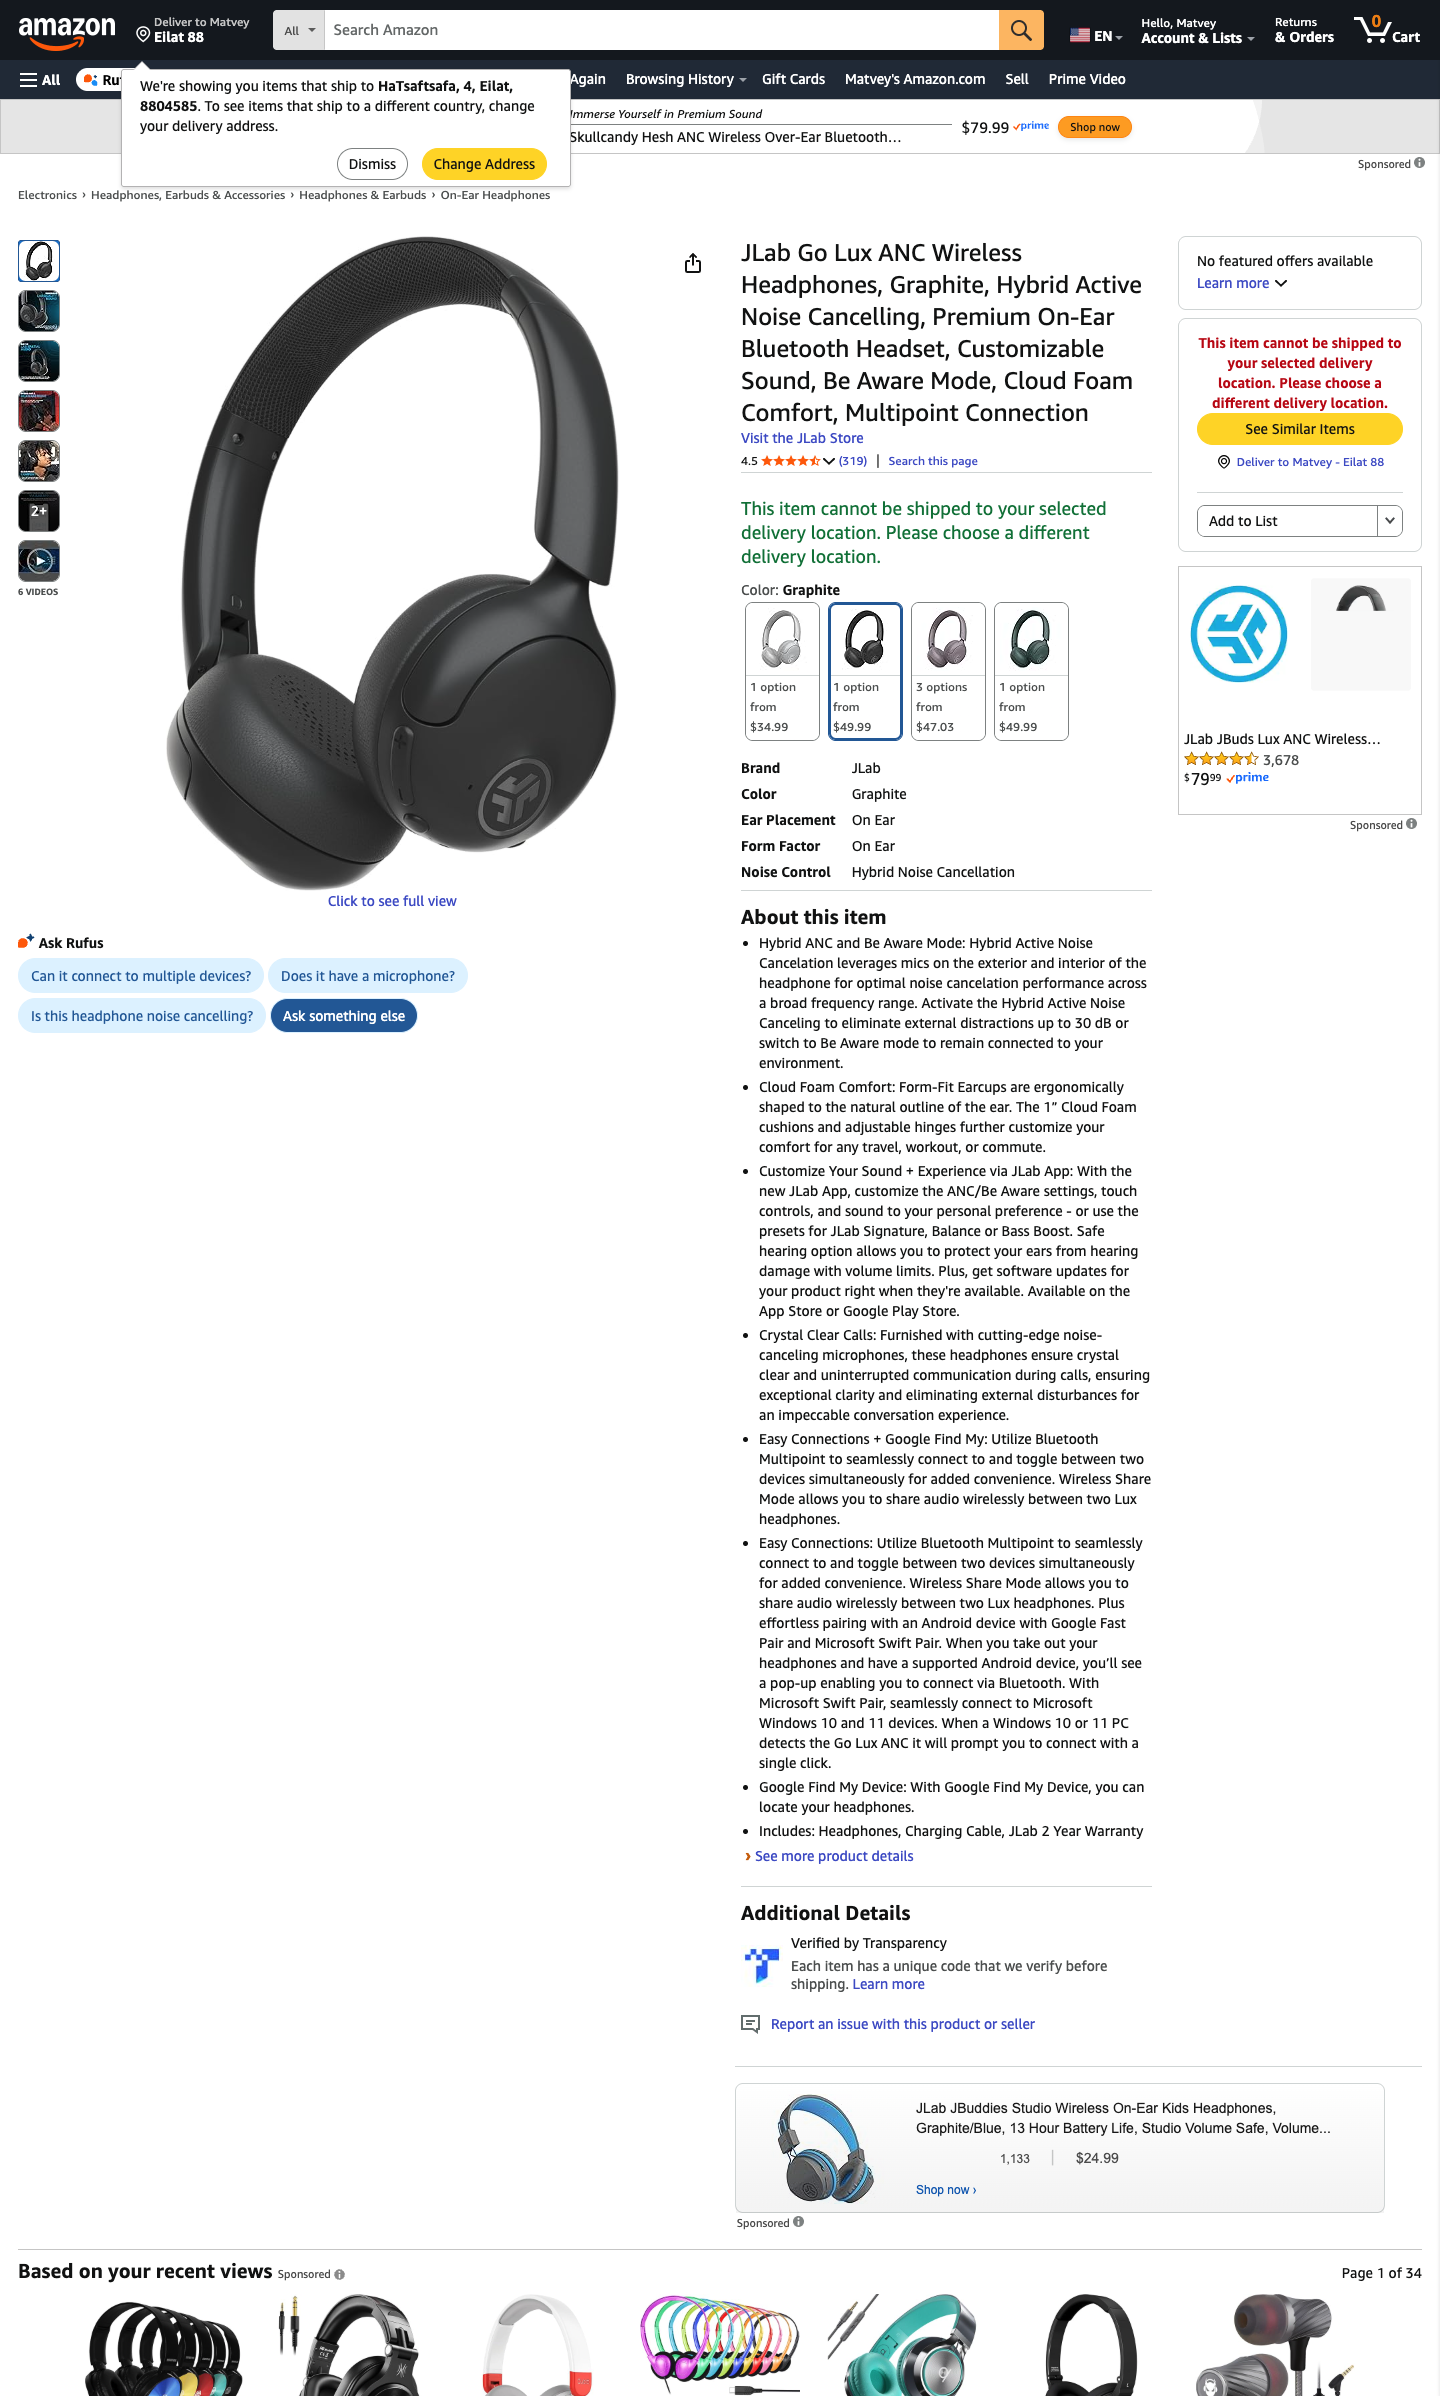 amazon
Deliver to Matvey
Eilat 88
All
Search Amazon
EN
Hello, Matvey
Account & Lists
Returns
& Orders
0
Cart
All
Ru
Again
Browsing History
Gift Cards
Matvey's Amazon.com
Sell
Prime Video
We're showing you items that ship to HaTsaftsafa, 4, Eilat,
8804585. To see items that ship to a different country, change
your delivery address.
Dismiss
Change Address
Immerse Yourself in Premium Sound
Skullcandy Hesh ANC Wireless Over-Ear Bluetooth…
$79.99 prime
Shop now
Sponsored
Electronics › Headphones, Earbuds & Accessories › Headphones & Earbuds › On-Ear Headphones
2+
6 VIDEOS
Click to see full view
Ask Rufus
Can it connect to multiple devices?
Does it have a microphone?
Is this headphone noise cancelling?
Ask something else
JLab Go Lux ANC Wireless
Headphones, Graphite, Hybrid Active
Noise Cancelling, Premium On-Ear
Bluetooth Headset, Customizable
Sound, Be Aware Mode, Cloud Foam
Comfort, Multipoint Connection
Visit the JLab Store
4.5 (319) | Search this page
This item cannot be shipped to your selected
delivery location. Please choose a different
delivery location.
Color: Graphite
1 option
from
$34.99
1 option
from
$49.99
3 options
from
$47.03
1 option
from
$49.99
Brand JLab
Color Graphite
Ear Placement On Ear
Form Factor On Ear
Noise Control Hybrid Noise Cancellation
About this item
• Hybrid ANC and Be Aware Mode: Hybrid Active Noise
Cancelation leverages mics on the exterior and interior of the
headphone for optimal noise cancelation performance across
a broad frequency range. Activate the Hybrid Active Noise
Canceling to eliminate external distractions up to 30 dB or
switch to Be Aware mode to remain connected to your
environment.
• Cloud Foam Comfort: Form-Fit Earcups are ergonomically
shaped to the natural outline of the ear. The 1” Cloud Foam
cushions and adjustable hinges further customize your
comfort for any travel, workout, or commute.
• Customize Your Sound + Experience via JLab App: With the
new JLab App, customize the ANC/Be Aware settings, touch
controls, and sound to your personal preference - or use the
presets for JLab Signature, Balance or Bass Boost. Safe
hearing option allows you to protect your ears from hearing
damage with volume limits. Plus, get software updates for
your product right when they're available. Available on the
App Store or Google Play Store.
• Crystal Clear Calls: Furnished with cutting-edge noise-
canceling microphones, these headphones ensure crystal
clear and uninterrupted communication during calls, ensuring
exceptional clarity and eliminating external disturbances for
an impeccable conversation experience.
• Easy Connections + Google Find My: Utilize Bluetooth
Multipoint to seamlessly connect to and toggle between two
devices simultaneously for added convenience. Wireless Share
Mode allows you to share audio wirelessly between two Lux
headphones.
• Easy Connections: Utilize Bluetooth Multipoint to seamlessly
connect to and toggle between two devices simultaneously
for added convenience. Wireless Share Mode allows you to
share audio wirelessly between two Lux headphones. Plus
effortless pairing with an Android device with Google Fast
Pair and Microsoft Swift Pair. When you take out your
headphones and have a supported Android device, you’ll see
a pop-up enabling you to connect via Bluetooth. With
Microsoft Swift Pair, seamlessly connect to Microsoft
Windows 10 and 11 devices. When a Windows 10 or 11 PC
detects the Go Lux ANC it will prompt you to connect with a
single click.
• Google Find My Device: With Google Find My Device, you can
locate your headphones.
• Includes: Headphones, Charging Cable, JLab 2 Year Warranty
› See more product details
Additional Details
Verified by Transparency
Each item has a unique code that we verify before
shipping. Learn more
Report an issue with this product or seller
No featured offers available
Learn more
This item cannot be shipped to
your selected delivery
location. Please choose a
different delivery location.
See Similar Items
Deliver to Matvey - Eilat 88
Add to List
JLab JBuds Lux ANC Wireless…
3,678
$79 99 prime
Sponsored
JLab JBuddies Studio Wireless On-Ear Kids Headphones,
Graphite/Blue, 13 Hour Battery Life, Studio Volume Safe, Volume...
1,133 | $24.99
Shop now ›
Sponsored
Based on your recent views Sponsored
Page 1 of 34